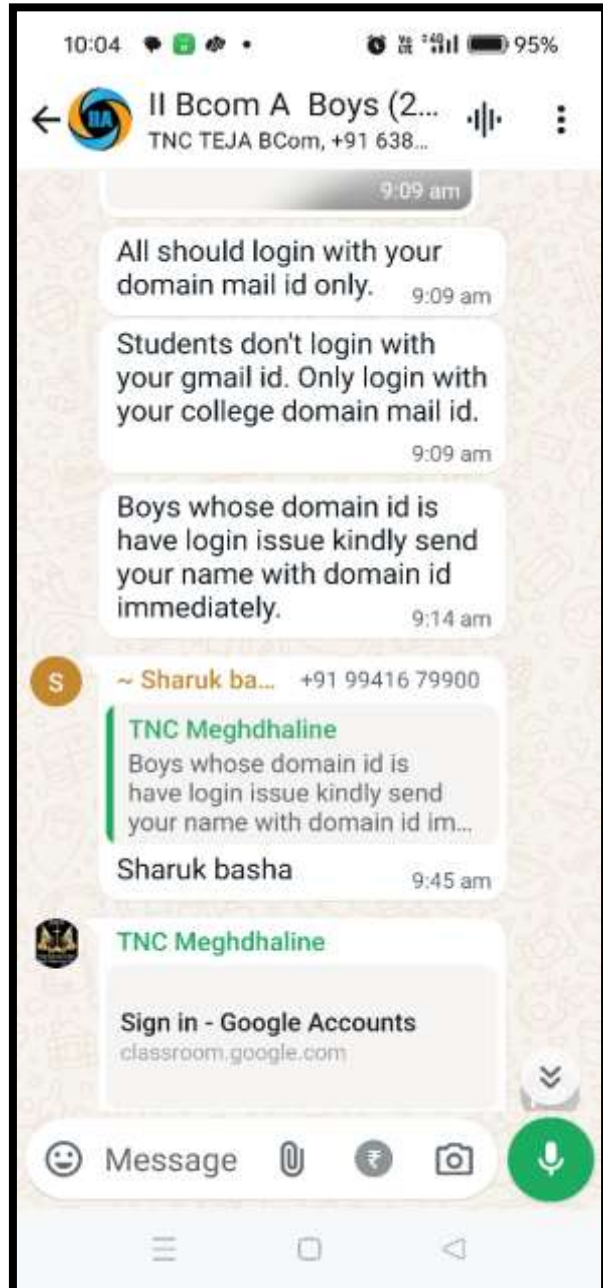 10:04
95%
II Bcom A Boys (2...
TNC TEJA BCom, +91 638...
9:09 am
All should login with your
domain mail id only.
9:09 am
Students don't login with
your gmail id. Only login with
your college domain mail id.
9:09 am
Boys whose domain id is
have login issue kindly send
your name with domain id
immediately.
9:14 am
S
~ Sharuk ba... +91 99416 79900
TNC Meghdhaline
Boys whose domain id is
have login issue kindly send
your name with domain id im...
Sharuk basha
9:45 am
TNC Meghdhaline
Sign in - Google Accounts
classroom.google.com
Message ₹